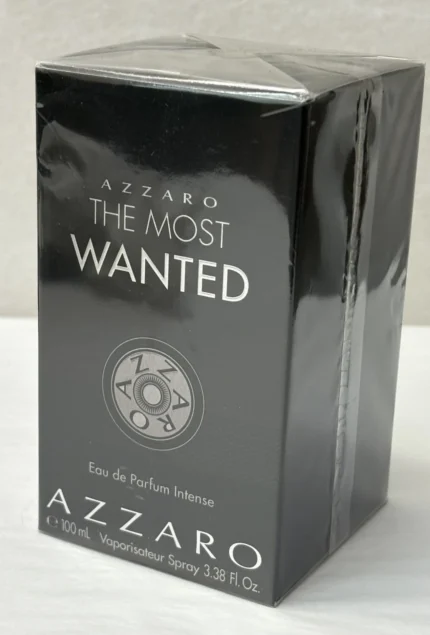 AZZARO
THE MOST
WANTED
AZZARO
Eau de Parfum Intense
AZZARO
℮ 100 mL Vaporisateur Spray 3.38 Fl. Oz.